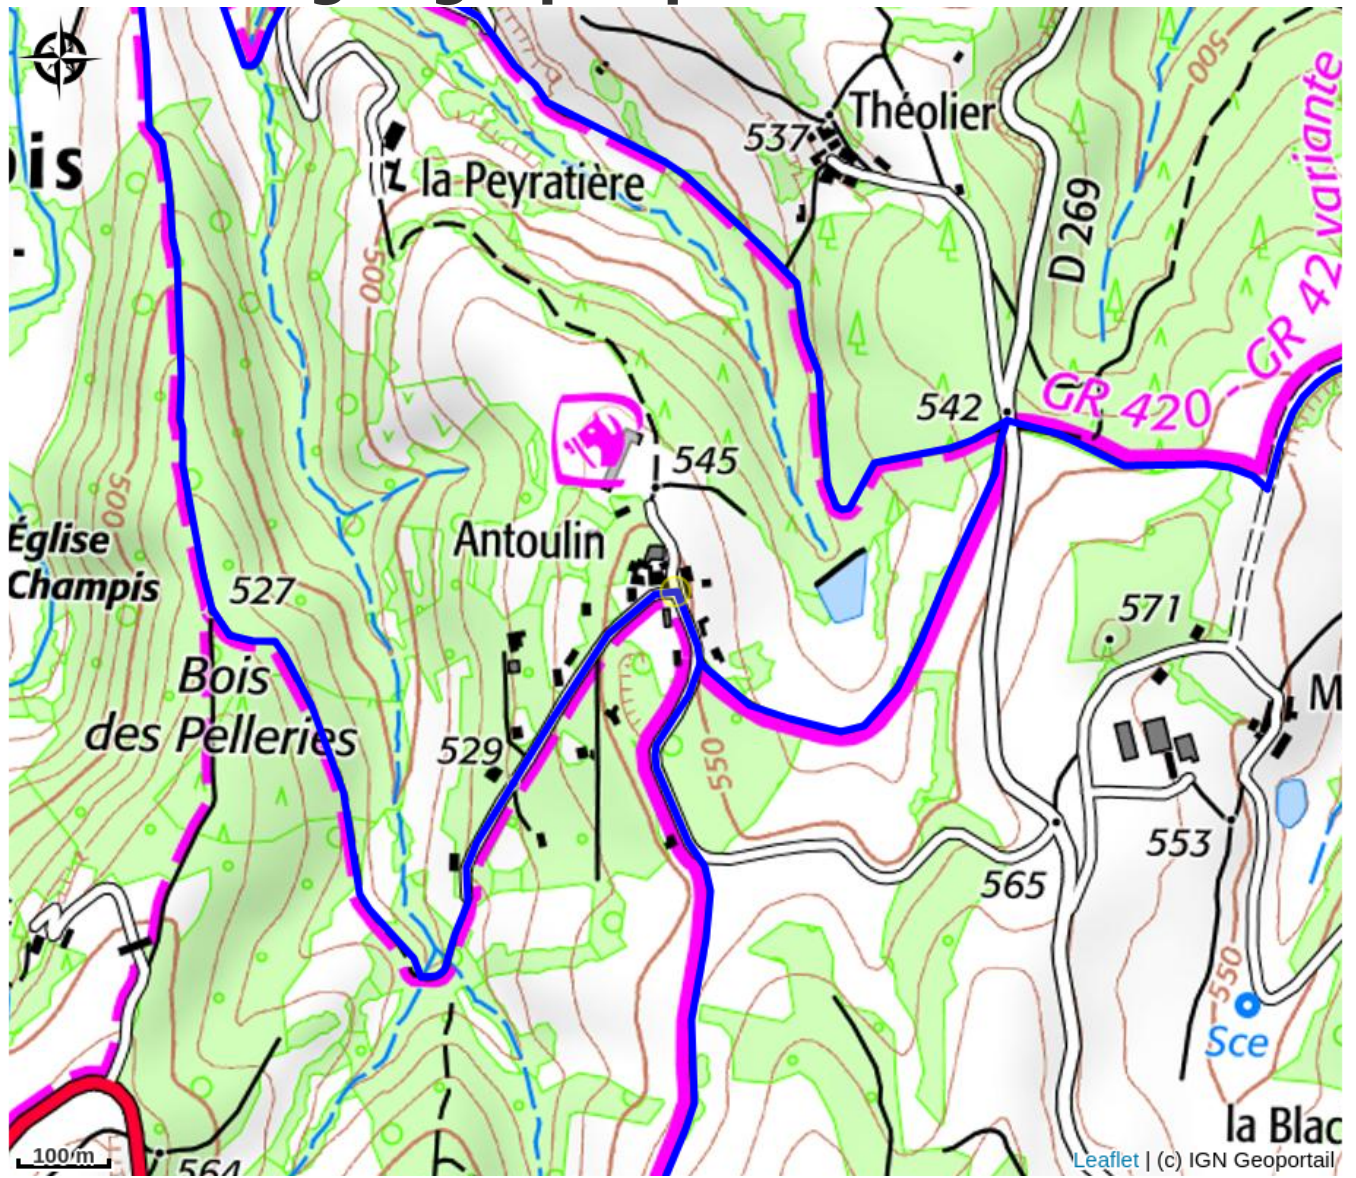 Théolier
537
ois
la Peyratière
D 269
500
GR 42 variante
500
542
GR 420 -
545
500
Église
Champis
Antoulin
527
571
Bois
des Pelleries
M
529
550
553
565
550
Sce
la Blac
100 m
564
Leaflet | (c) IGN Geoportail